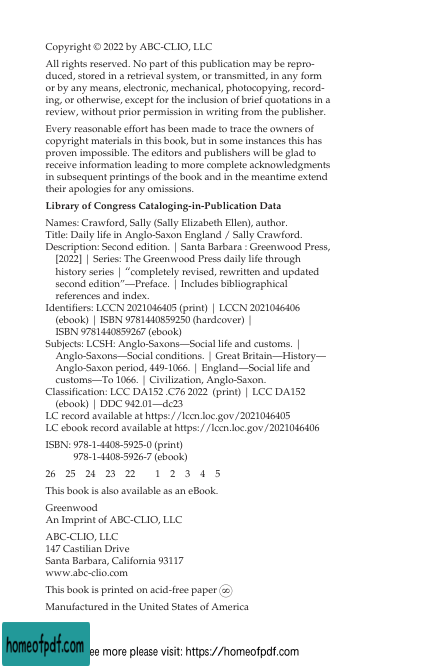 Copyright © 2022 by ABC-CLIO, LLC
All rights reserved. No part of this publication may be repro-
duced, stored in a retrieval system, or transmitted, in any form
or by any means, electronic, mechanical, photocopying, record-
ing, or otherwise, except for the inclusion of brief quotations in a
review, without prior permission in writing from the publisher.
Every reasonable effort has been made to trace the owners of
copyright materials in this book, but in some instances this has
proven impossible. The editors and publishers will be glad to
receive information leading to more complete acknowledgments
in subsequent printings of the book and in the meantime extend
their apologies for any omissions.
Library of Congress Cataloging-in-Publication Data
Names: Crawford, Sally (Sally Elizabeth Ellen), author.
Title: Daily life in Anglo-Saxon England / Sally Crawford.
Description: Second edition. | Santa Barbara : Greenwood Press,
[2022] | Series: The Greenwood Press daily life through
history series | “completely revised, rewritten and updated
second edition”—Preface. | Includes bibliographical
references and index.
Identifiers: LCCN 2021046405 (print) | LCCN 2021046406
(ebook) | ISBN 9781440859250 (hardcover) |
ISBN 9781440859267 (ebook)
Subjects: LCSH: Anglo-Saxons—Social life and customs. |
Anglo-Saxons—Social conditions. | Great Britain—History—
Anglo-Saxon period, 449-1066. | England—Social life and
customs—To 1066. | Civilization, Anglo-Saxon.
Classification: LCC DA152 .C76 2022 (print) | LCC DA152
(ebook) | DDC 942.01—dc23
LC record available at https://lccn.loc.gov/2021046405
LC ebook record available at https://lccn.loc.gov/2021046406
ISBN: 978-1-4408-5925-0 (print)
978-1-4408-5926-7 (ebook)
26 25 24 23 22 1 2 3 4 5
This book is also available as an eBook.
Greenwood
An Imprint of ABC-CLIO, LLC
ABC-CLIO, LLC
147 Castilian Drive
Santa Barbara, California 93117
www.abc-clio.com
This book is printed on acid-free paper ∞
Manufactured in the United States of America
homeofpdf.com ee more please visit: https://homeofpdf.com